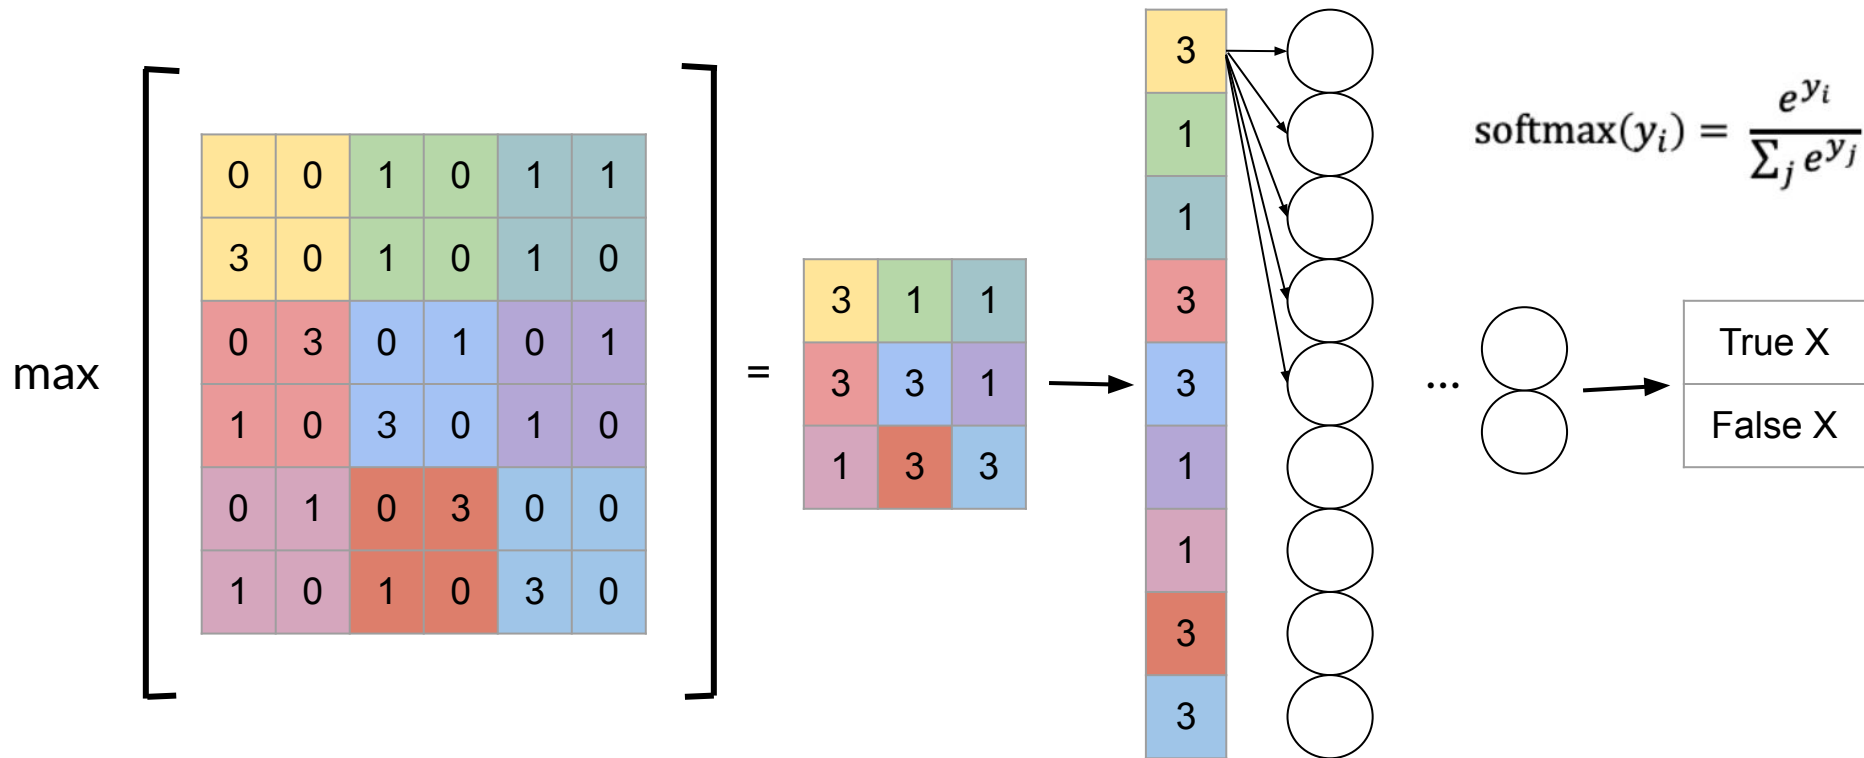 max
0 0 1 0 1 1
3 0 1 0 1 0
0 3 0 1 0 1
1 0 3 0 1 0
0 1 0 3 0 0
1 0 1 0 3 0
=
3 1 1
3 3 1
1 3 3
3
1
1
3
3
1
1
3
3
softmax(y_i) = e^{y_i} / ∑_j e^{y_j}
...
True X
False X